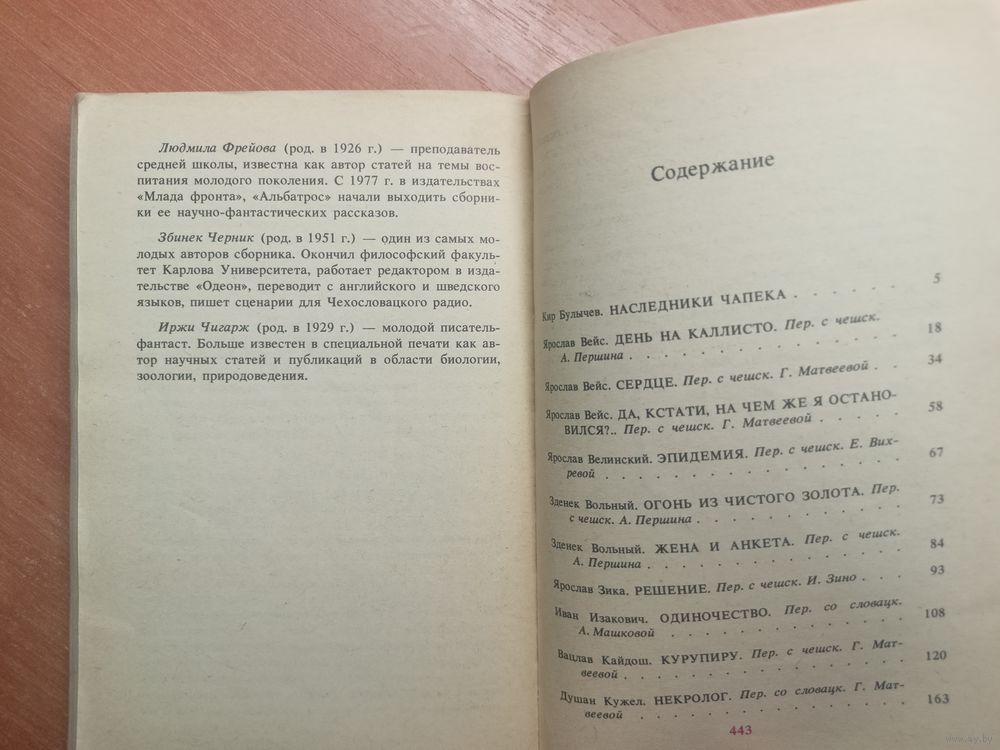 Людмила Фрейова (род. в 1926 г.) — преподаватель
средней школы, известна как автор статей на темы вос-
питания молодого поколения. С 1977 г. в издательствах
«Млада фронта», «Альбатрос» начали выходить сборни-
ки ее научно-фантастических рассказов.
Збинек Черник (род. в 1951 г.) — один из самых мо-
лодых авторов сборника. Окончил философский факуль-
тет Карлова Университета, работает редактором в изда-
тельстве «Одеон», переводит с английского и шведского
языков, пишет сценарии для Чехословацкого радио.
Иржи Чигарж (род. в 1929 г.) — молодой писатель-
фантаст. Больше известен в специальной печати как ав-
тор научных статей и публикаций в области биологии,
зоологии, природоведения.
Содержание
Кир Булычев. НАСЛЕДНИКИ ЧАПЕКА . . . . . . 5
Ярослав Вейс. ДЕНЬ НА КАЛЛИСТО. Пер. с чешск.
А. Першина . . . . . . . . . . . . 18
Ярослав Вейс. СЕРДЦЕ. Пер. с чешск. Г. Матвеевой . . 34
Ярослав Вейс. ДА, КСТАТИ, НА ЧЕМ ЖЕ Я ОСТАНО-
ВИЛСЯ?.. Пер. с чешск. Г. Матвеевой . . . . 58
Ярослав Велинский. ЭПИДЕМИЯ. Пер. с чешск. Е. Вих-
ревой . . . . . . . . . . . . . 67
Зденек Вольный. ОГОНЬ ИЗ ЧИСТОГО ЗОЛОТА. Пер.
с чешск. А. Першина . . . . . . . . . 73
Зденек Вольный. ЖЕНА И АНКЕТА. Пер. с чешск.
А. Першина . . . . . . . . . . . 84
Ярослав Зика. РЕШЕНИЕ. Пер. с чешск. И. Зино . . . 93
Иван Изакович. ОДИНОЧЕСТВО. Пер. со словацк.
А. Машковой . . . . . . . . . . 108
Вацлав Кайдош. КУРУПИРУ. Пер. с чешск. Г. Мат-
веевой . . . . . . . . . . . . 120
Душан Кужел. НЕКРОЛОГ. Пер. со словацк. Г. Мат-
веевой . . . . . . . . . . . . 163
443
www.ay.by